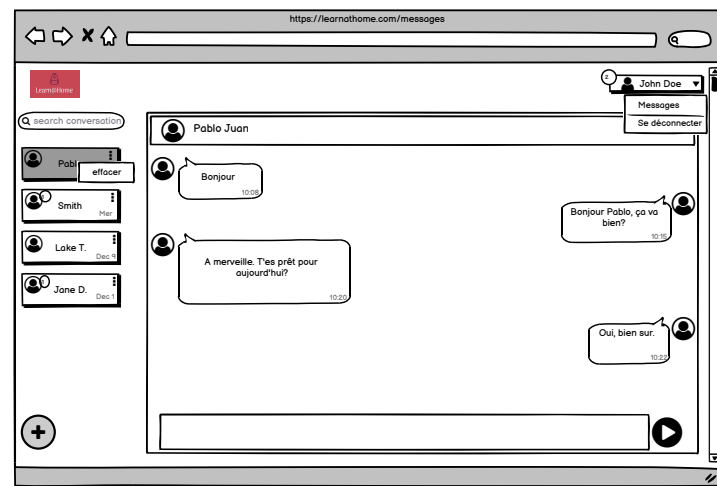 https://learnathome.com/messages
Learn@Home
2
John Doe
Messages
Se déconnecter
search conversation
Pablo Juan
effacer
Bonjour
10:08
Smith
Mer
Bonjour Pablo, ça va
bien?
10:15
Lake T.
Dec 9
A merveille. T'es prêt pour
aujourd'hui?
10:20
Jane D.
Dec 1
Oui, bien sur.
10:22